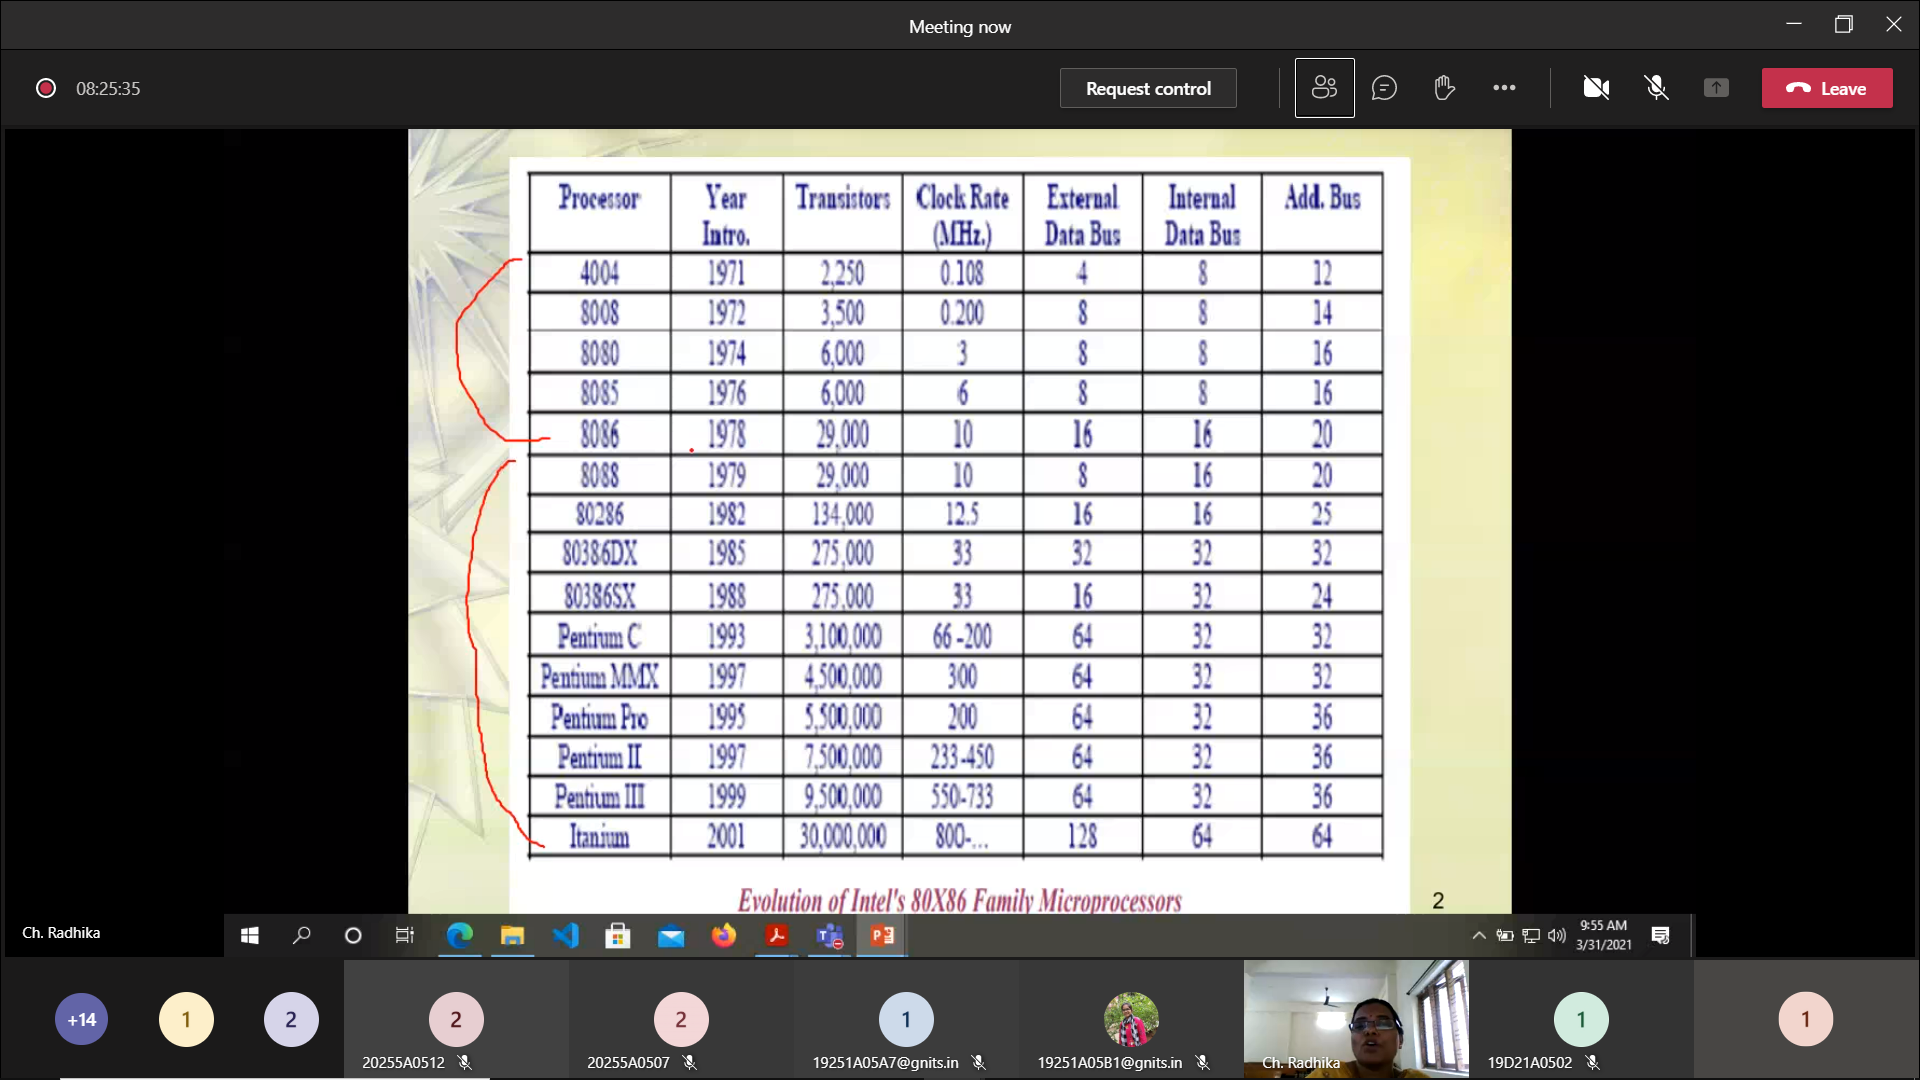 Meeting now
08:25:35
Request control
Leave
Processor Year Intro. Transistors Clock Rate (MHz.) External Data Bus Internal Data Bus Add. Bus
4004 1971 2,250 0.108 4 8 12
8008 1972 3,500 0.200 8 8 14
8080 1974 6,000 3 8 8 16
8085 1976 6,000 6 8 8 16
8086 1978 29,000 10 16 16 20
8088 1979 29,000 10 8 16 20
80286 1982 134,000 12.5 16 16 25
80386DX 1985 275,000 33 32 32 32
80386SX 1988 275,000 33 16 32 24
Pentium C 1993 3,100,000 66 -200 64 32 32
Pentium MMX 1997 4,500,000 300 64 32 32
Pentium Pro 1995 5,500,000 200 64 32 36
Pentium II 1997 7,500,000 233-450 64 32 36
Pentium III 1999 9,500,000 550-733 64 32 36
Itanium 2001 30,000,000 800-... 128 64 64
Evolution of Intel's 80X86 Family Microprocessors
2
Ch. Radhika
9:55 AM
3/31/2021
+14 1 2 2 2 1 1 1
20255A0512 20255A0507 19251A05A7@gnits.in 19251A05B1@gnits.in Ch. Radhika 19D21A0502